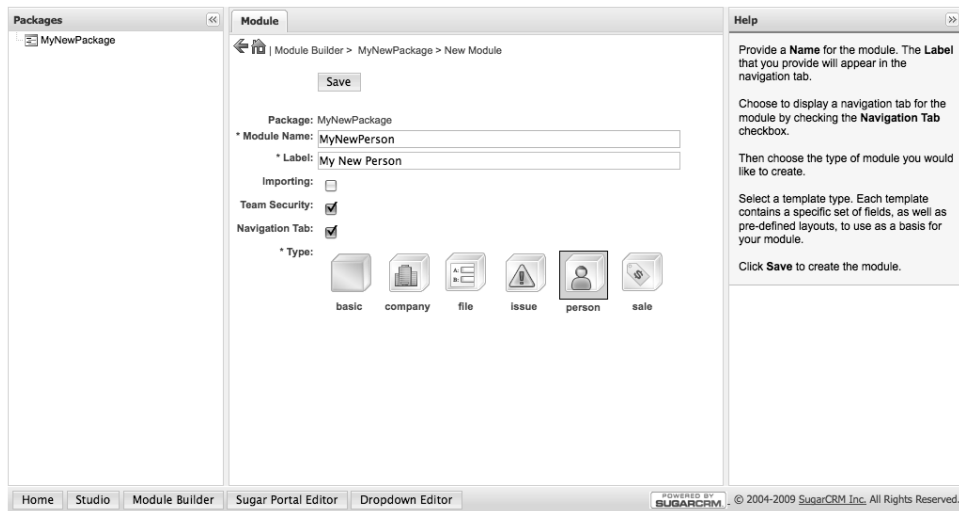 Packages
MyNewPackage
Module
| Module Builder > MyNewPackage > New Module
Save
Package: MyNewPackage
* Module Name: MyNewPerson
* Label: My New Person
Importing:
Team Security:
Navigation Tab:
* Type:
A:
B:
$
basic company file issue person sale
Help
Provide a Name for the module. The Label
that you provide will appear in the
navigation tab.
Choose to display a navigation tab for the
module by checking the Navigation Tab
checkbox.
Then choose the type of module you would
like to create.
Select a template type. Each template
contains a specific set of fields, as well as
pre-defined layouts, to use as a basis for
your module.
Click Save to create the module.
Home Studio Module Builder Sugar Portal Editor Dropdown Editor
POWERED BY
SUGARCRM
© 2004-2009 SugarCRM Inc. All Rights Reserved.